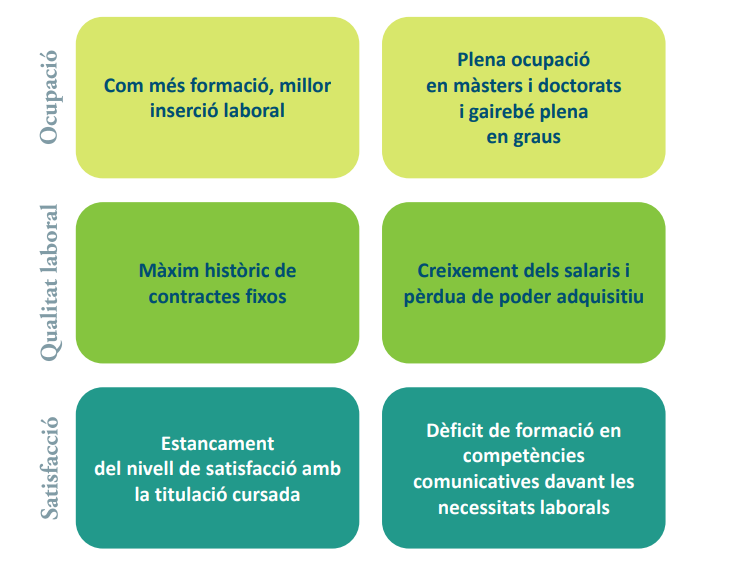 Ocupació
Com més formació, millor
inserció laboral
Plena ocupació
en màsters i doctorats
i gairebé plena
en graus
Qualitat laboral
Màxim històric de
contractes fixos
Creixement dels salaris i
pèrdua de poder adquisitiu
Satisfacció
Estancament
del nivell de satisfacció amb
la titulació cursada
Dèficit de formació en
competències
comunicatives davant les
necessitats laborals